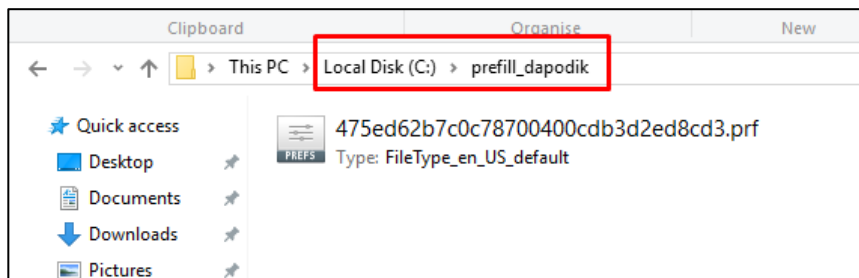 Clipboard Organise New
This PC > Local Disk (C:) > prefill_dapodik
Quick access
Desktop
Documents
Downloads
Pictures
475ed62b7c0c78700400cdb3d2ed8cd3.prf
PREFS
Type: FileType_en_US_default